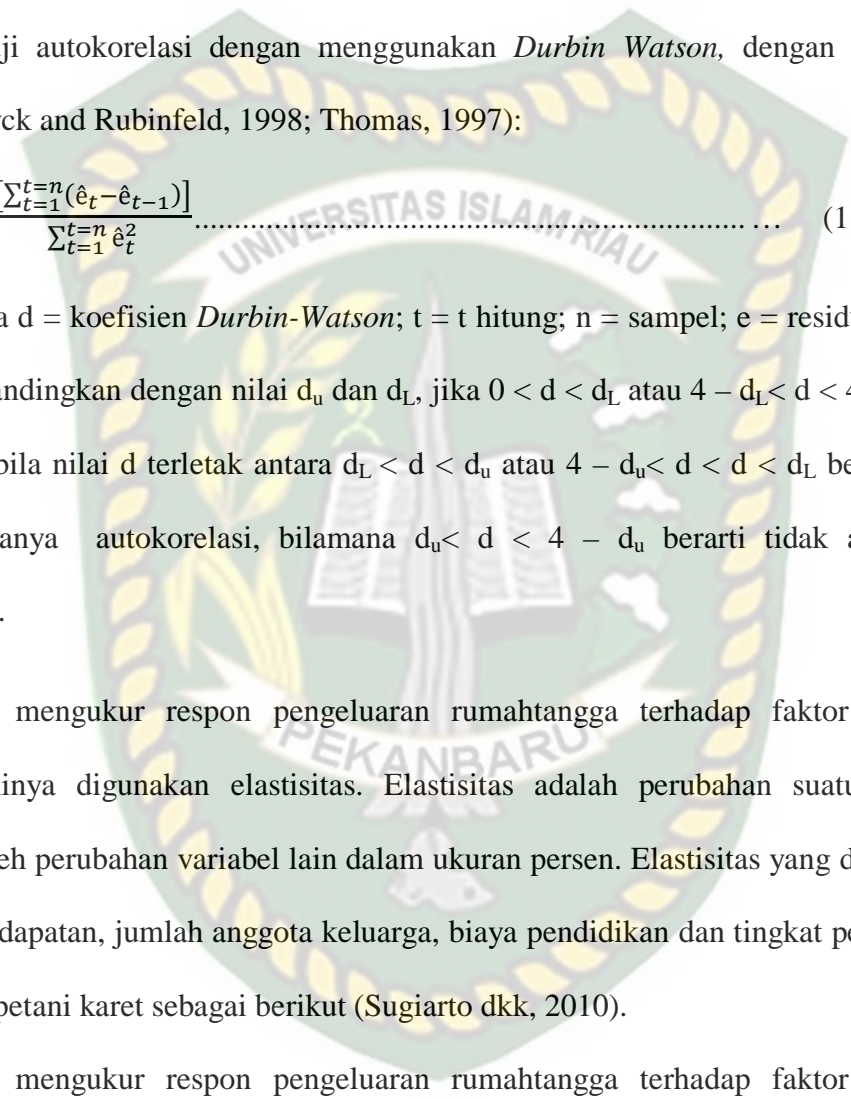 ji autokorelasi dengan menggunakan Durbin Watson, dengan
ck and Rubinfeld, 1998; Thomas, 1997):
[∑_{t=1}^{t=n}(ê_t−ê_{t−1})]
∑_{t=1}^{t=n} ê_t^2 ........................................................................ … (1
a d = koefisien Durbin-Watson; t = t hitung; n = sampel; e = resid
andingkan dengan nilai d_u dan d_L, jika 0 < d < d_L atau 4 – d_L< d < 4
bila nilai d terletak antara d_L < d < d_u atau 4 – d_u< d < d < d_L be
anya autokorelasi, bilamana d_u< d < 4 – d_u berarti tidak a
.
mengukur respon pengeluaran rumahtangga terhadap faktor
inya digunakan elastisitas. Elastisitas adalah perubahan suatu
eh perubahan variabel lain dalam ukuran persen. Elastisitas yang d
dapatan, jumlah anggota keluarga, biaya pendidikan dan tingkat pe
petani karet sebagai berikut (Sugiarto dkk, 2010).
mengukur respon pengeluaran rumahtangga terhadap faktor
UNIVERSITAS ISLAM RIAU
PEKANBARU